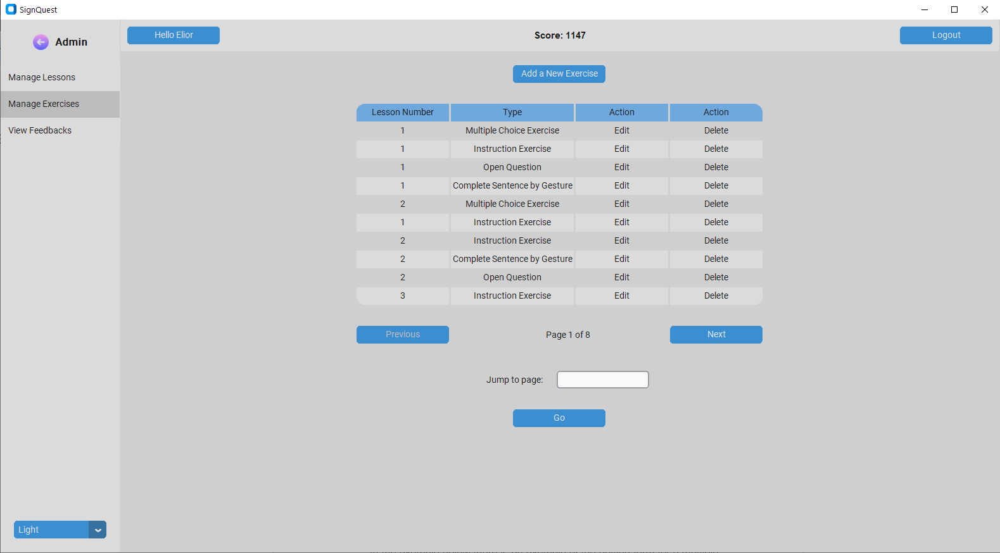 SignQuest
Admin
Hello Elior
Score: 1147
Logout
Manage Lessons
Manage Exercises
View Feedbacks
Add a New Exercise
Lesson Number Type Action Action
1 Multiple Choice Exercise Edit Delete
1 Instruction Exercise Edit Delete
1 Open Question Edit Delete
1 Complete Sentence by Gesture Edit Delete
2 Multiple Choice Exercise Edit Delete
1 Instruction Exercise Edit Delete
2 Instruction Exercise Edit Delete
2 Complete Sentence by Gesture Edit Delete
2 Open Question Edit Delete
3 Instruction Exercise Edit Delete
Previous Page 1 of 8 Next
Jump to page:
Go
Light